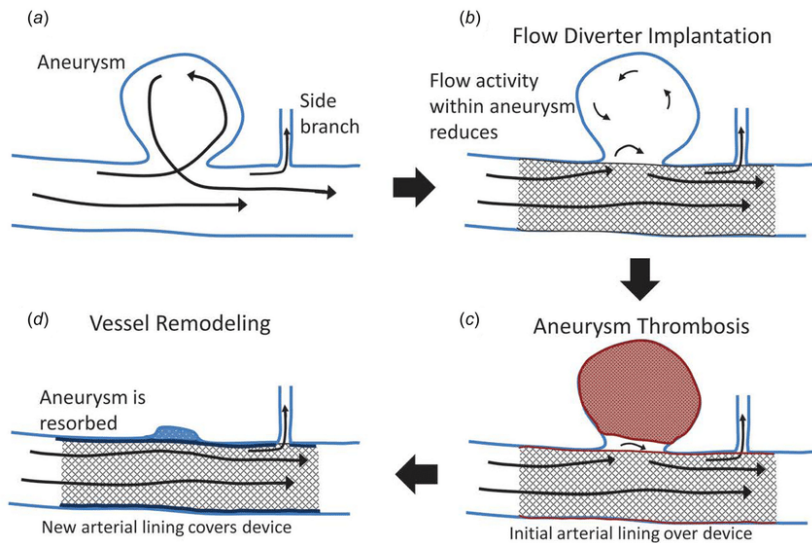 (a)
Aneurysm
Side
branch
(b)
Flow Diverter Implantation
Flow activity
within aneurysm
reduces
(d)
Vessel Remodeling
Aneurysm is
resorbed
New arterial lining covers device
(c)
Aneurysm Thrombosis
Initial arterial lining over device